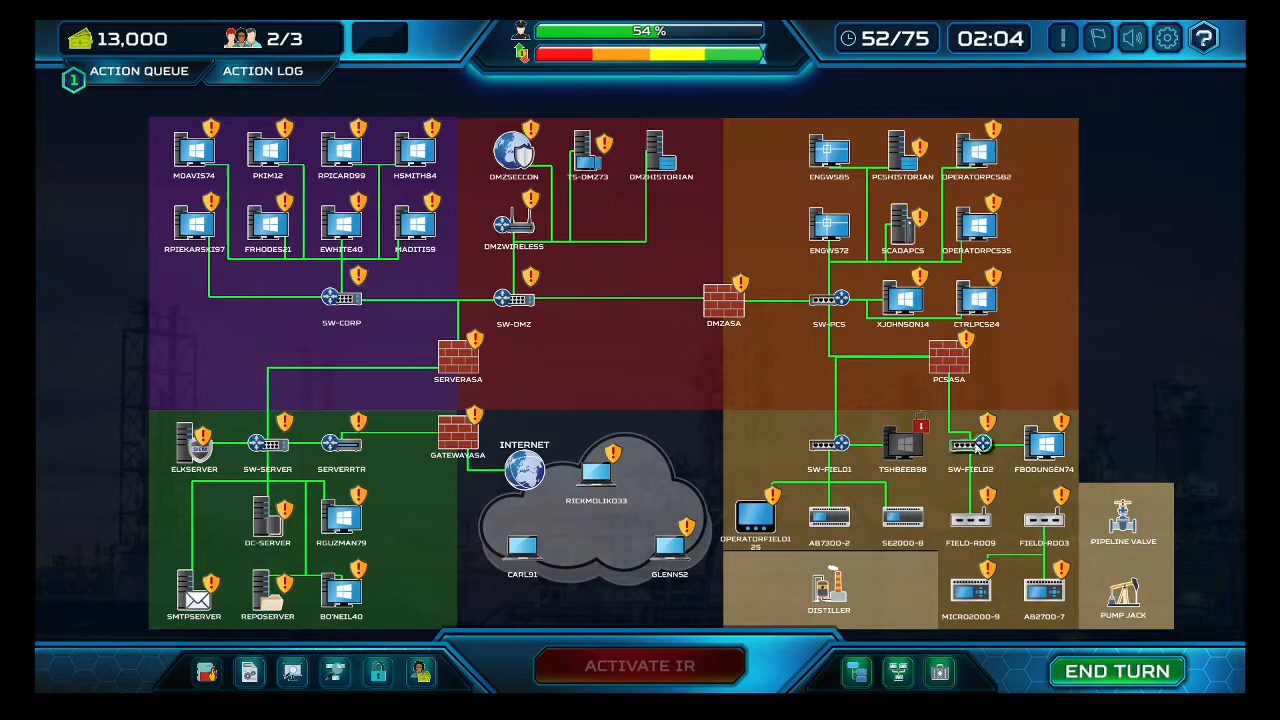 13,000
2/3
54 %
52/75
02:04
?
1
ACTION QUEUE
ACTION LOG
MDAVIS74
PKIM12
RPICARD99
HSMITH84
DMZSECCON
TS-DMZ73
DMZHISTORIAN
ENGWS85
PCSHISTORIAN
OPERATORPCS82
RPIEKARSKI97
FRHODES21
EWHITE40
MADITI59
DMZWIRELESS
ENGWS72
SCADAPCS
OPERATORPCS35
SW-CORP
SW-DMZ
DMZASA
SW-PCS
XJOHNSON14
CTRLPCS24
SERVERASA
PCSASA
INTERNET
ELKSERVER
SW-SERVER
SERVERRTR
GATEWAYASA
SW-FIELD1
TSHBEEB98
SW-FIELD2
FBODUNGEN74
RICKMOLIK033
DC-SERVER
RGUZMAN79
OPERATORFIELD1
25
AB7300-2
SE2000-8
FIELD-RD09
FIELD-RD03
PIPELINE VALVE
CARL91
GLENN52
SMTPSERVER
REPOSERVER
BO'NEIL40
DISTILLER
MICRO2000-9
AB2700-7
PUMP JACK
ACTIVATE IR
END TURN